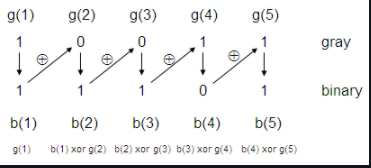 g(1) g(2) g(3) g(4) g(5)
1 0 0 1 1 gray
⊕ ⊕ ⊕ ⊕
1 1 1 0 1 binary
b(1) b(2) b(3) b(4) b(5)
g(1) b(1) xor g(2) b(2) xor g(3) b(3) xor g(4) b(4) xor g(5)